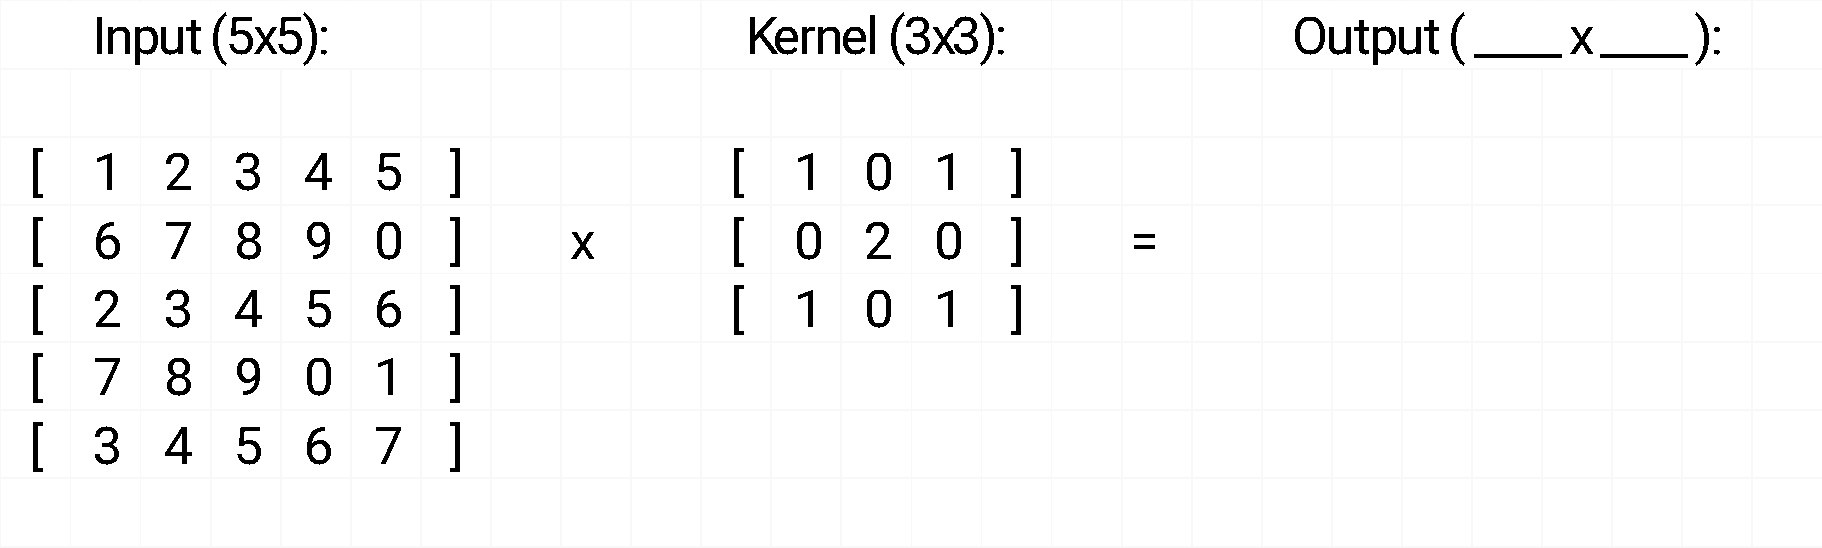 Input (5x5): Kernel (3x3): Output ( ____ x ____ ):
[ 1 2 3 4 5 ] [ 1 0 1 ]
[ 6 7 8 9 0 ] x [ 0 2 0 ] =
[ 2 3 4 5 6 ] [ 1 0 1 ]
[ 7 8 9 0 1 ]
[ 3 4 5 6 7 ]